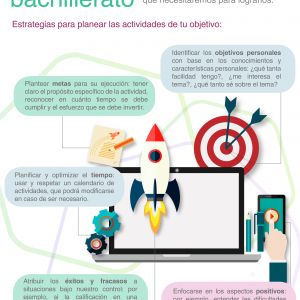 bachillerato
que necesitaremos para lograrlos.
Estrategias para planear las actividades de tu objetivo:
Identificar los objetivos personales
con base en los conocimientos y
características personales: ¿qué tanta
facilidad tengo?, ¿me interesa el
tema?, ¿qué tanto sé sobre el tema?
Plantear metas para su ejecución: tener
claro el propósito específico de la actividad,
reconocer en cuánto tiempo se debe
cumplir y el esfuerzo que se debe invertir.
Planificar y optimizar el tiempo:
usar y respetar un calendario de
actividades, que podrá modificarse
en caso de ser necesario.
Atribuir los éxitos y fracasos a
situaciones bajo nuestro control; por
ejemplo, si la calificación en una
Enfocarse en los aspectos positivos:
por ejemplo, entender las dificultades